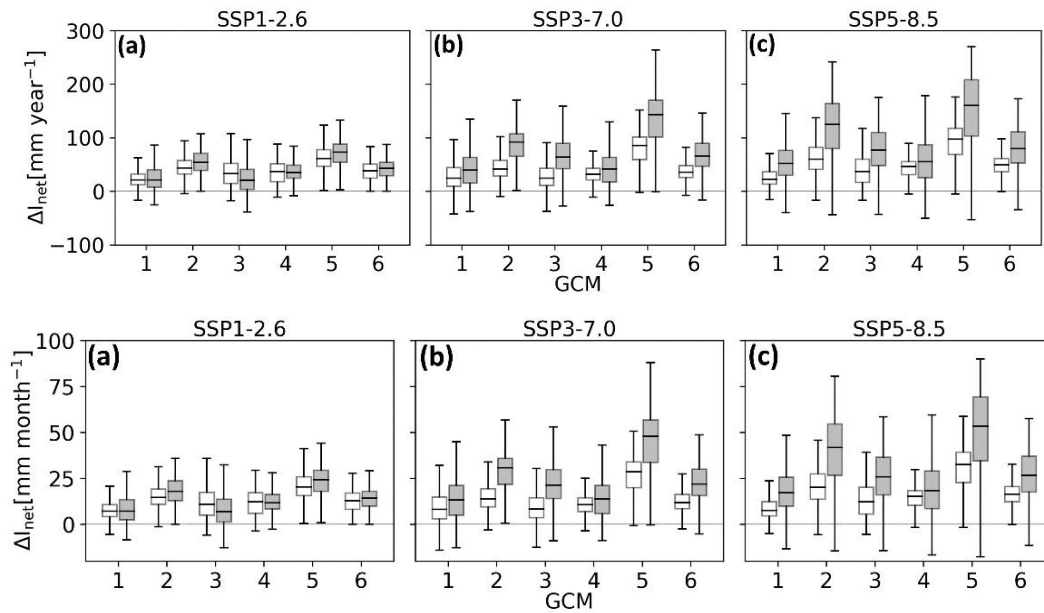 SSP1-2.6 SSP3-7.0 SSP5-8.5
(a) (b) (c)
ΔI_net[mm year⁻¹]
300
200
100
0
−100
1 2 3 4 5 6 1 2 3 4 5 6 1 2 3 4 5 6
GCM
SSP1-2.6 SSP3-7.0 SSP5-8.5
(a) (b) (c)
ΔI_net[mm month⁻¹]
100
75
50
25
0
1 2 3 4 5 6 1 2 3 4 5 6 1 2 3 4 5 6
GCM